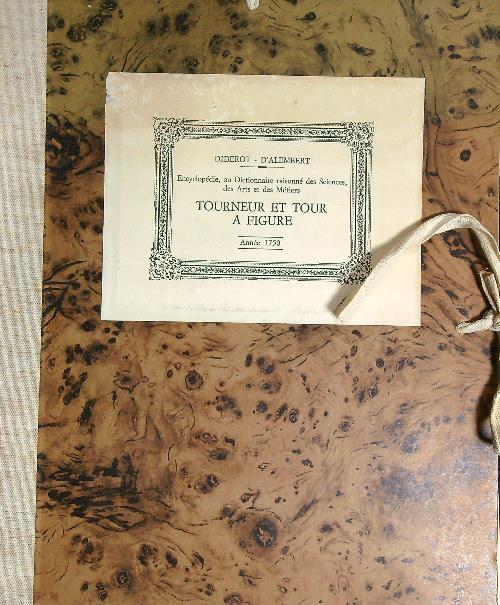 DIDEROT - D'ALEMBERT
Encyclopédie, ou Dictionnaire raisonné des Sciences,
des Arts et des Métiers
TOURNEUR ET TOUR
A FIGURE
Année 1750